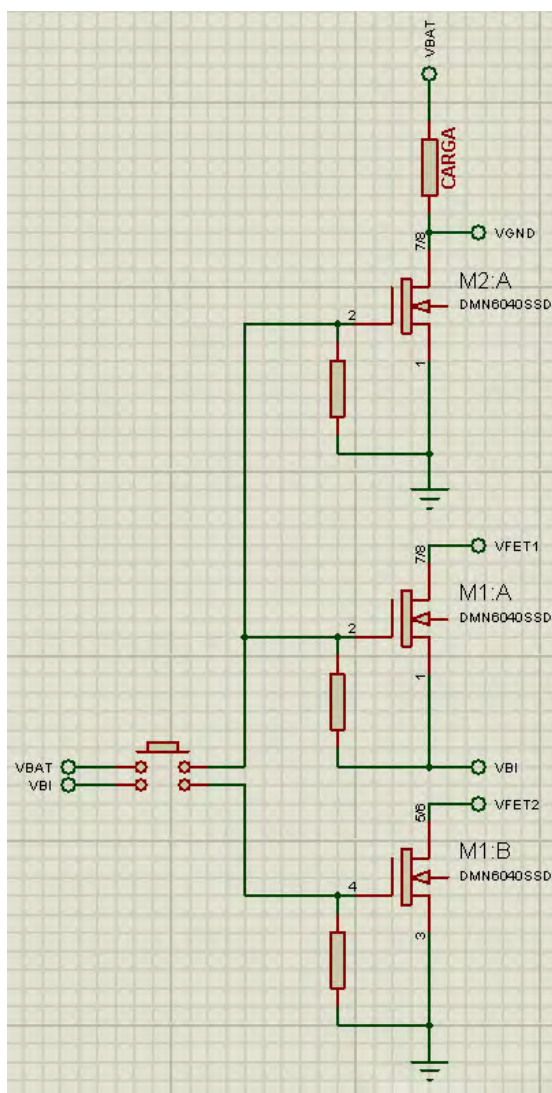 VBAT
CARGA
7/8
VGND
M2:A
DMN6040SSD
2
1
7/8
VFET1
M1:A
DMN6040SSD
2
1
VBAT
VBI
VBI
5/6
VFET2
M1:B
DMN6040SSD
4
3